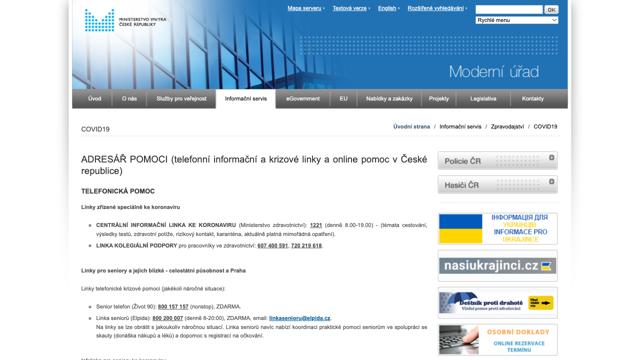 Mapa serveru
Textová verze
English
Rozšířené vyhledávání
OK
Rychlé menu
MINISTERSTVO VNITRA
ČESKÉ REPUBLIKY
Moderní úřad
Úvod
O nás
Služby pro veřejnost
Informační servis
eGovernment
EU
Nabídky a zakázky
Projekty
Legislativa
Kontakty
COVID19
Úvodní strana / Informační servis / Zpravodajství / COVID19
ADRESÁŘ POMOCI (telefonní informační a krizové linky a online pomoc v České
republice)
TELEFONICKÁ POMOC
Linky zřízené speciálně ke koronaviru
CENTRÁLNÍ INFORMAČNÍ LINKA KE KORONAVIRU (Ministerstvo zdravotnictví): 1221 (denně 8.00-19.00) - (témata cestování,
výsledky testů, zdravotní potíže, rizikový kontakt, karanténa, aktuálně platná mimořádná opatření).
LINKA KOLEGIÁLNÍ PODPORY pro pracovníky ve zdravotnictví: 607 400 591, 720 219 618.
Linky pro seniory a jejich blízké - celostátní působnost a Praha
Linky telefonické krizové pomoci (jakékoli náročné situace):
Senior telefon (Život 90): 800 157 157 (nonstop), ZDARMA.
Linka seniorů (Elpida): 800 200 007 (denně 8-20:00), ZDARMA, email: linkasenioru@elpida.cz.
Na linky se lze obrátit s jakoukoliv náročnou situací. Linka seniorů navíc nabízí koordinaci praktické pomoci seniorům ve spolupráci se
skauty (donáška nákupů a léků) a dopomoc s registrací na očkování.
Policie ČR
Hasiči ČR
ІНФОРМАЦІЯ ДЛЯ
УКРАЇНЦІВ
INFORMACE PRO
UKRAJINCE
nasiukrajinci.cz
Deštník proti drahotě
OSOBNÍ DOKLADY
ONLINE REZERVACE
TERMÍNU